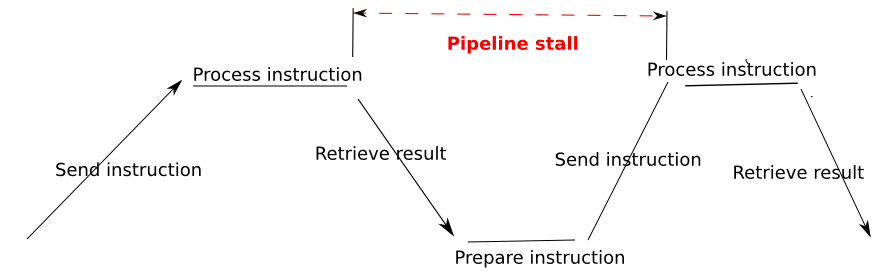 Pipeline stall
Process instruction
Process instruction
Retrieve result
Send instruction
Send instruction
Retrieve result
Prepare instruction